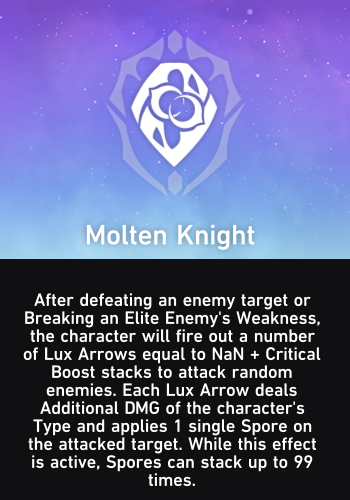 Molten Knight
After defeating an enemy target or
Breaking an Elite Enemy's Weakness,
the character will fire out a number
of Lux Arrows equal to NaN + Critical
Boost stacks to attack random
enemies. Each Lux Arrow deals
Additional DMG of the character's
Type and applies 1 single Spore on
the attacked target. While this effect
is active, Spores can stack up to 99
times.